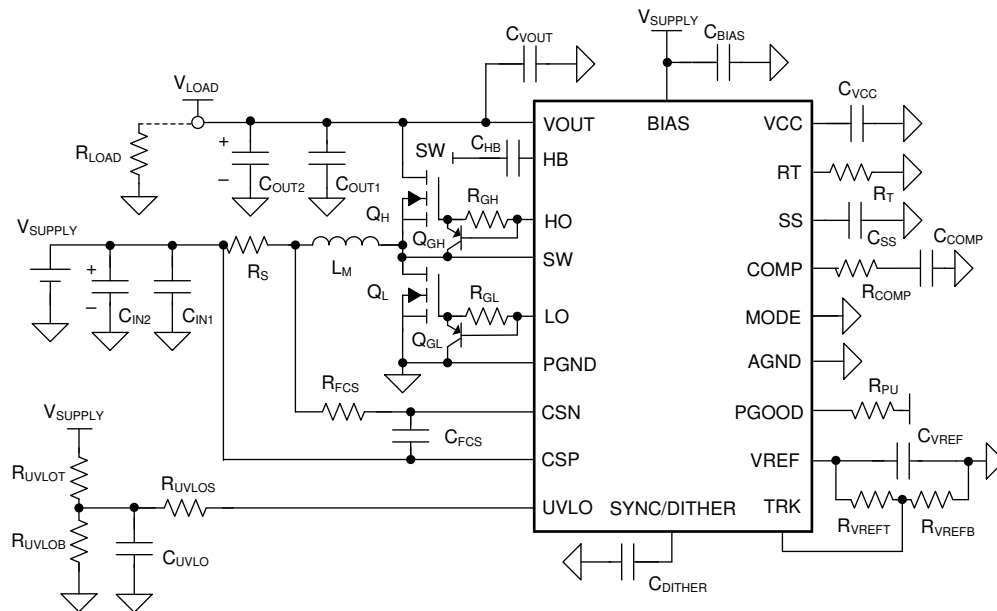 VSUPPLY
CVOUT
CBIAS
VLOAD
CVCC
VOUT
BIAS
VCC
+
SW
CHB
HB
RLOAD
–
COUT2
COUT1
RT
RT
RGH
QH
HO
SS
CSS
VSUPPLY
QGH
CCOMP
RS
LM
SW
COMP
RCOMP
+
QL
RGL
–
CIN2
CIN1
LO
MODE
QGL
PGND
AGND
RFCS
RPU
VSUPPLY
CSN
PGOOD
CFCS
CVREF
CSP
VREF
RUVLOT
RUVLOS
UVLO
SYNC/DITHER
TRK
RVREFT
RVREFB
RUVLOB
CUVLO
CDITHER